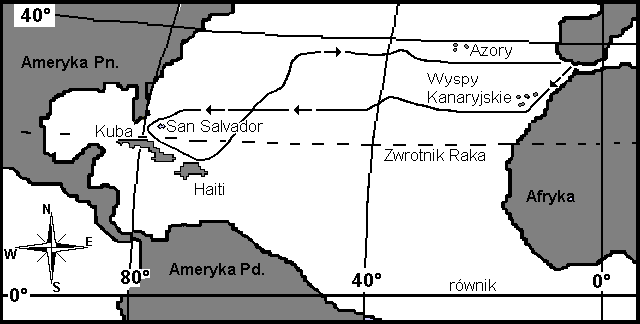 40°
Ameryka Pn.
Azory
Wyspy
Kanaryjskie
Kuba
San Salvador
Zwrotnik Raka
Haiti
Afryka
N
W
E
S
Ameryka Pd.
80°
40°
równik
0°
0°